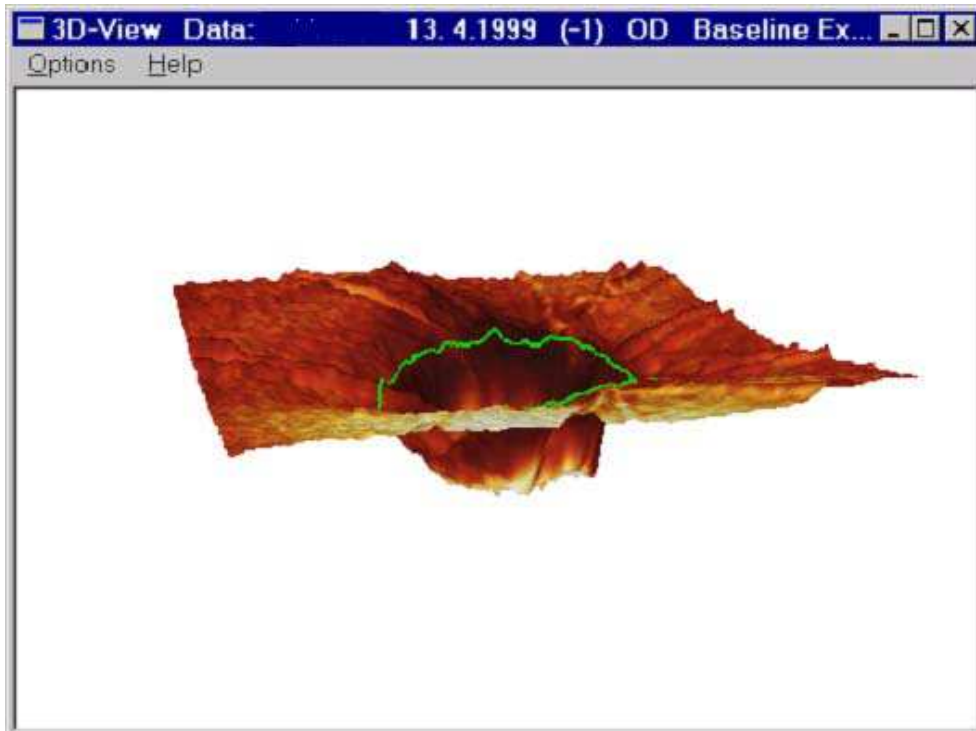 3D-View Data: 13. 4.1999 (-1) OD Baseline Ex...
Options Help